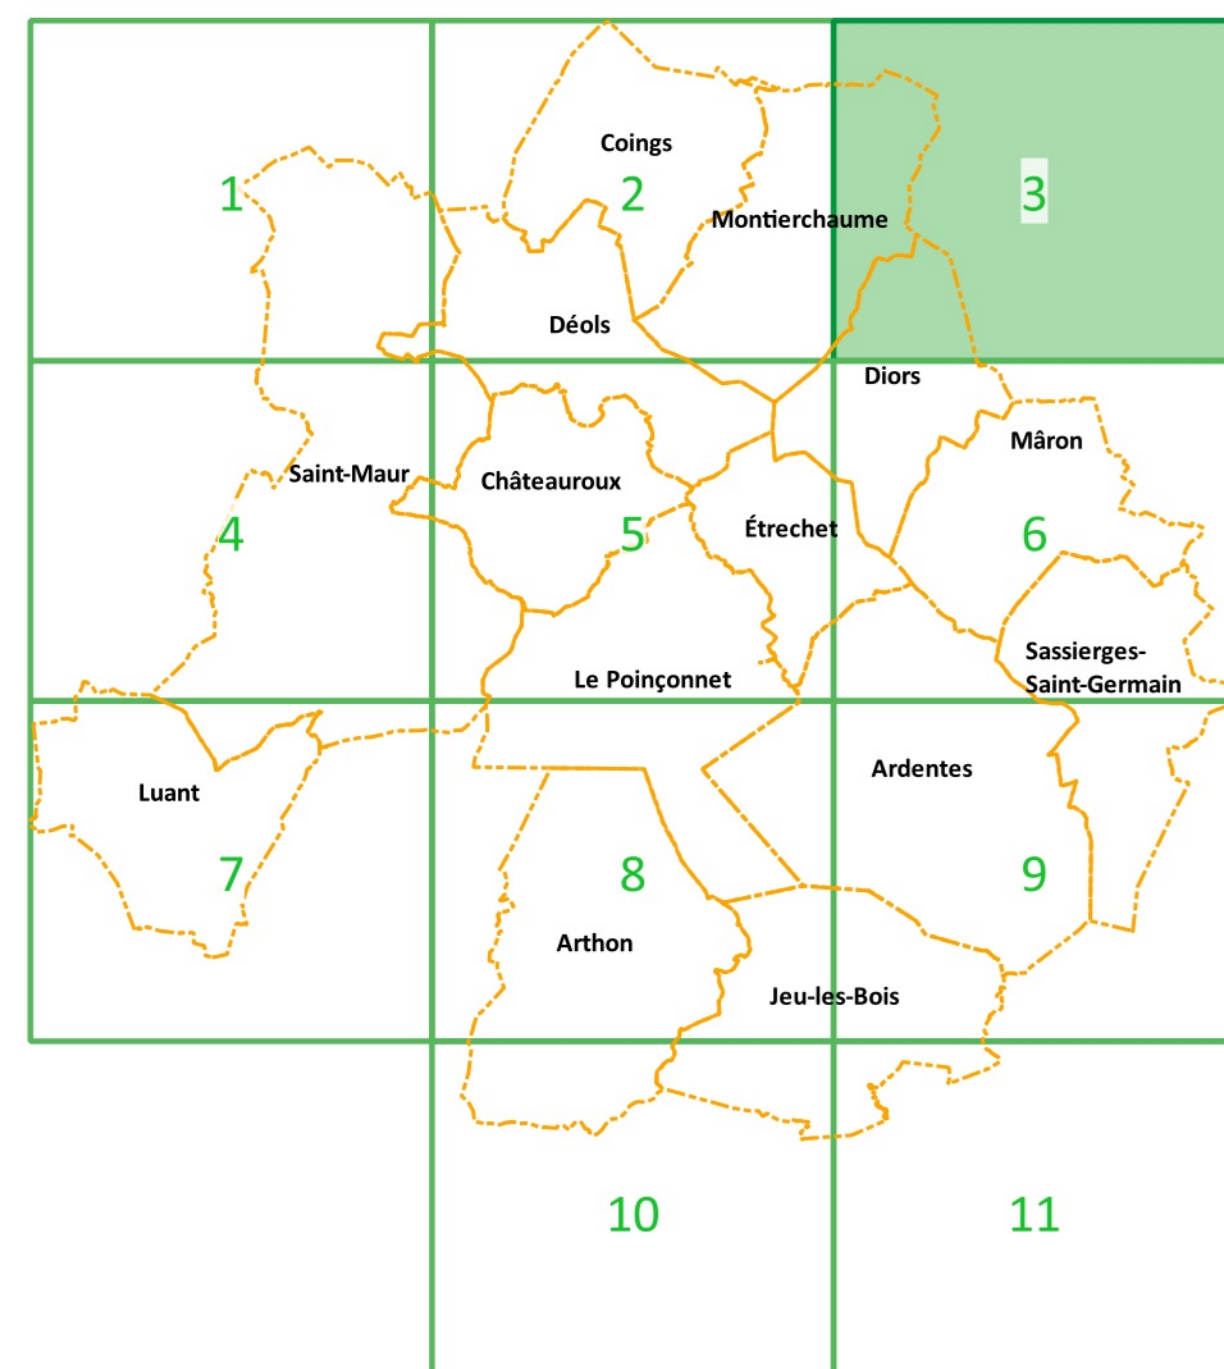 Coings
1
2
3
Montierchaume
Déols
Diors
Mâron
Saint-Maur
Châteauroux
Étrechet
4
5
6
Sassierges-
Saint-Germain
Le Poinçonnet
Ardentes
Luant
7
8
9
Arthon
Jeu-les-Bois
10
11